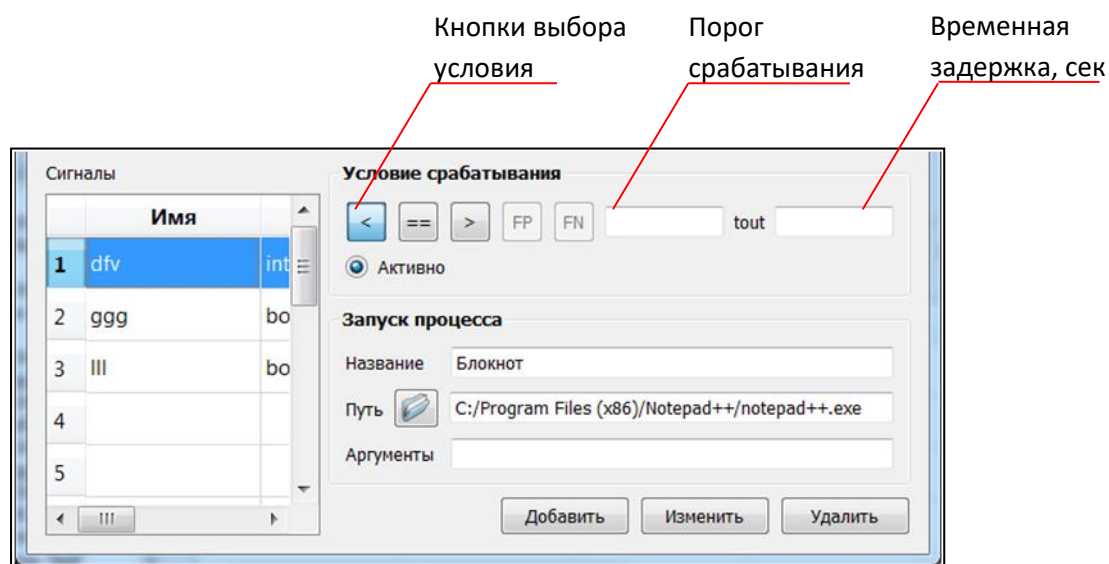 Кнопки выбора
условия
Порог
срабатывания
Временная
задержка, сек
Сигналы
Имя
1 dfv int
2 ggg bo
3 lll bo
4
5
Условие срабатывания
< == > FP FN tout
Активно
Запуск процесса
Название Блокнот
Путь C:/Program Files (x86)/Notepad++/notepad++.exe
Аргументы
Добавить Изменить Удалить